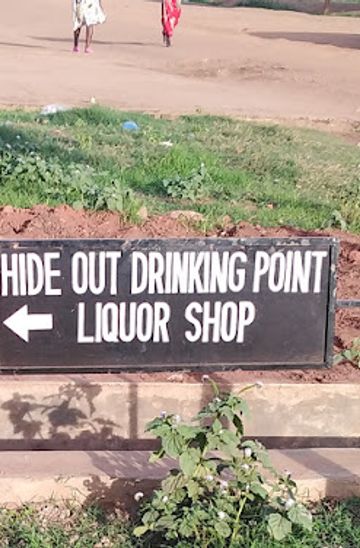 HIDE OUT DRINKING POINT
LIQUOR SHOP